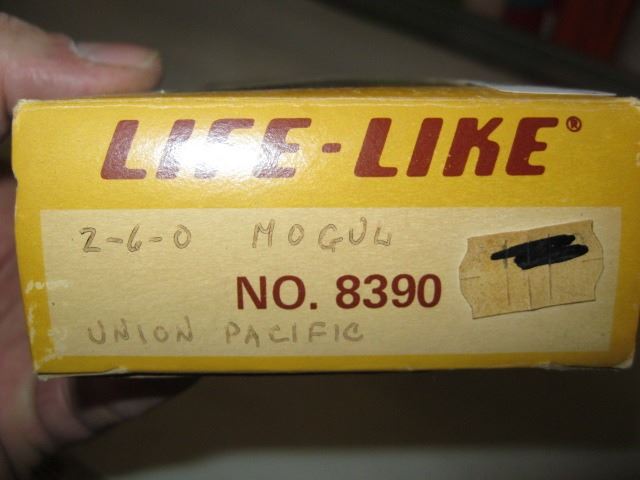 LIFE-LIKE®
2-6-0 MOGUL
NO. 8390
UNION PACIFIC